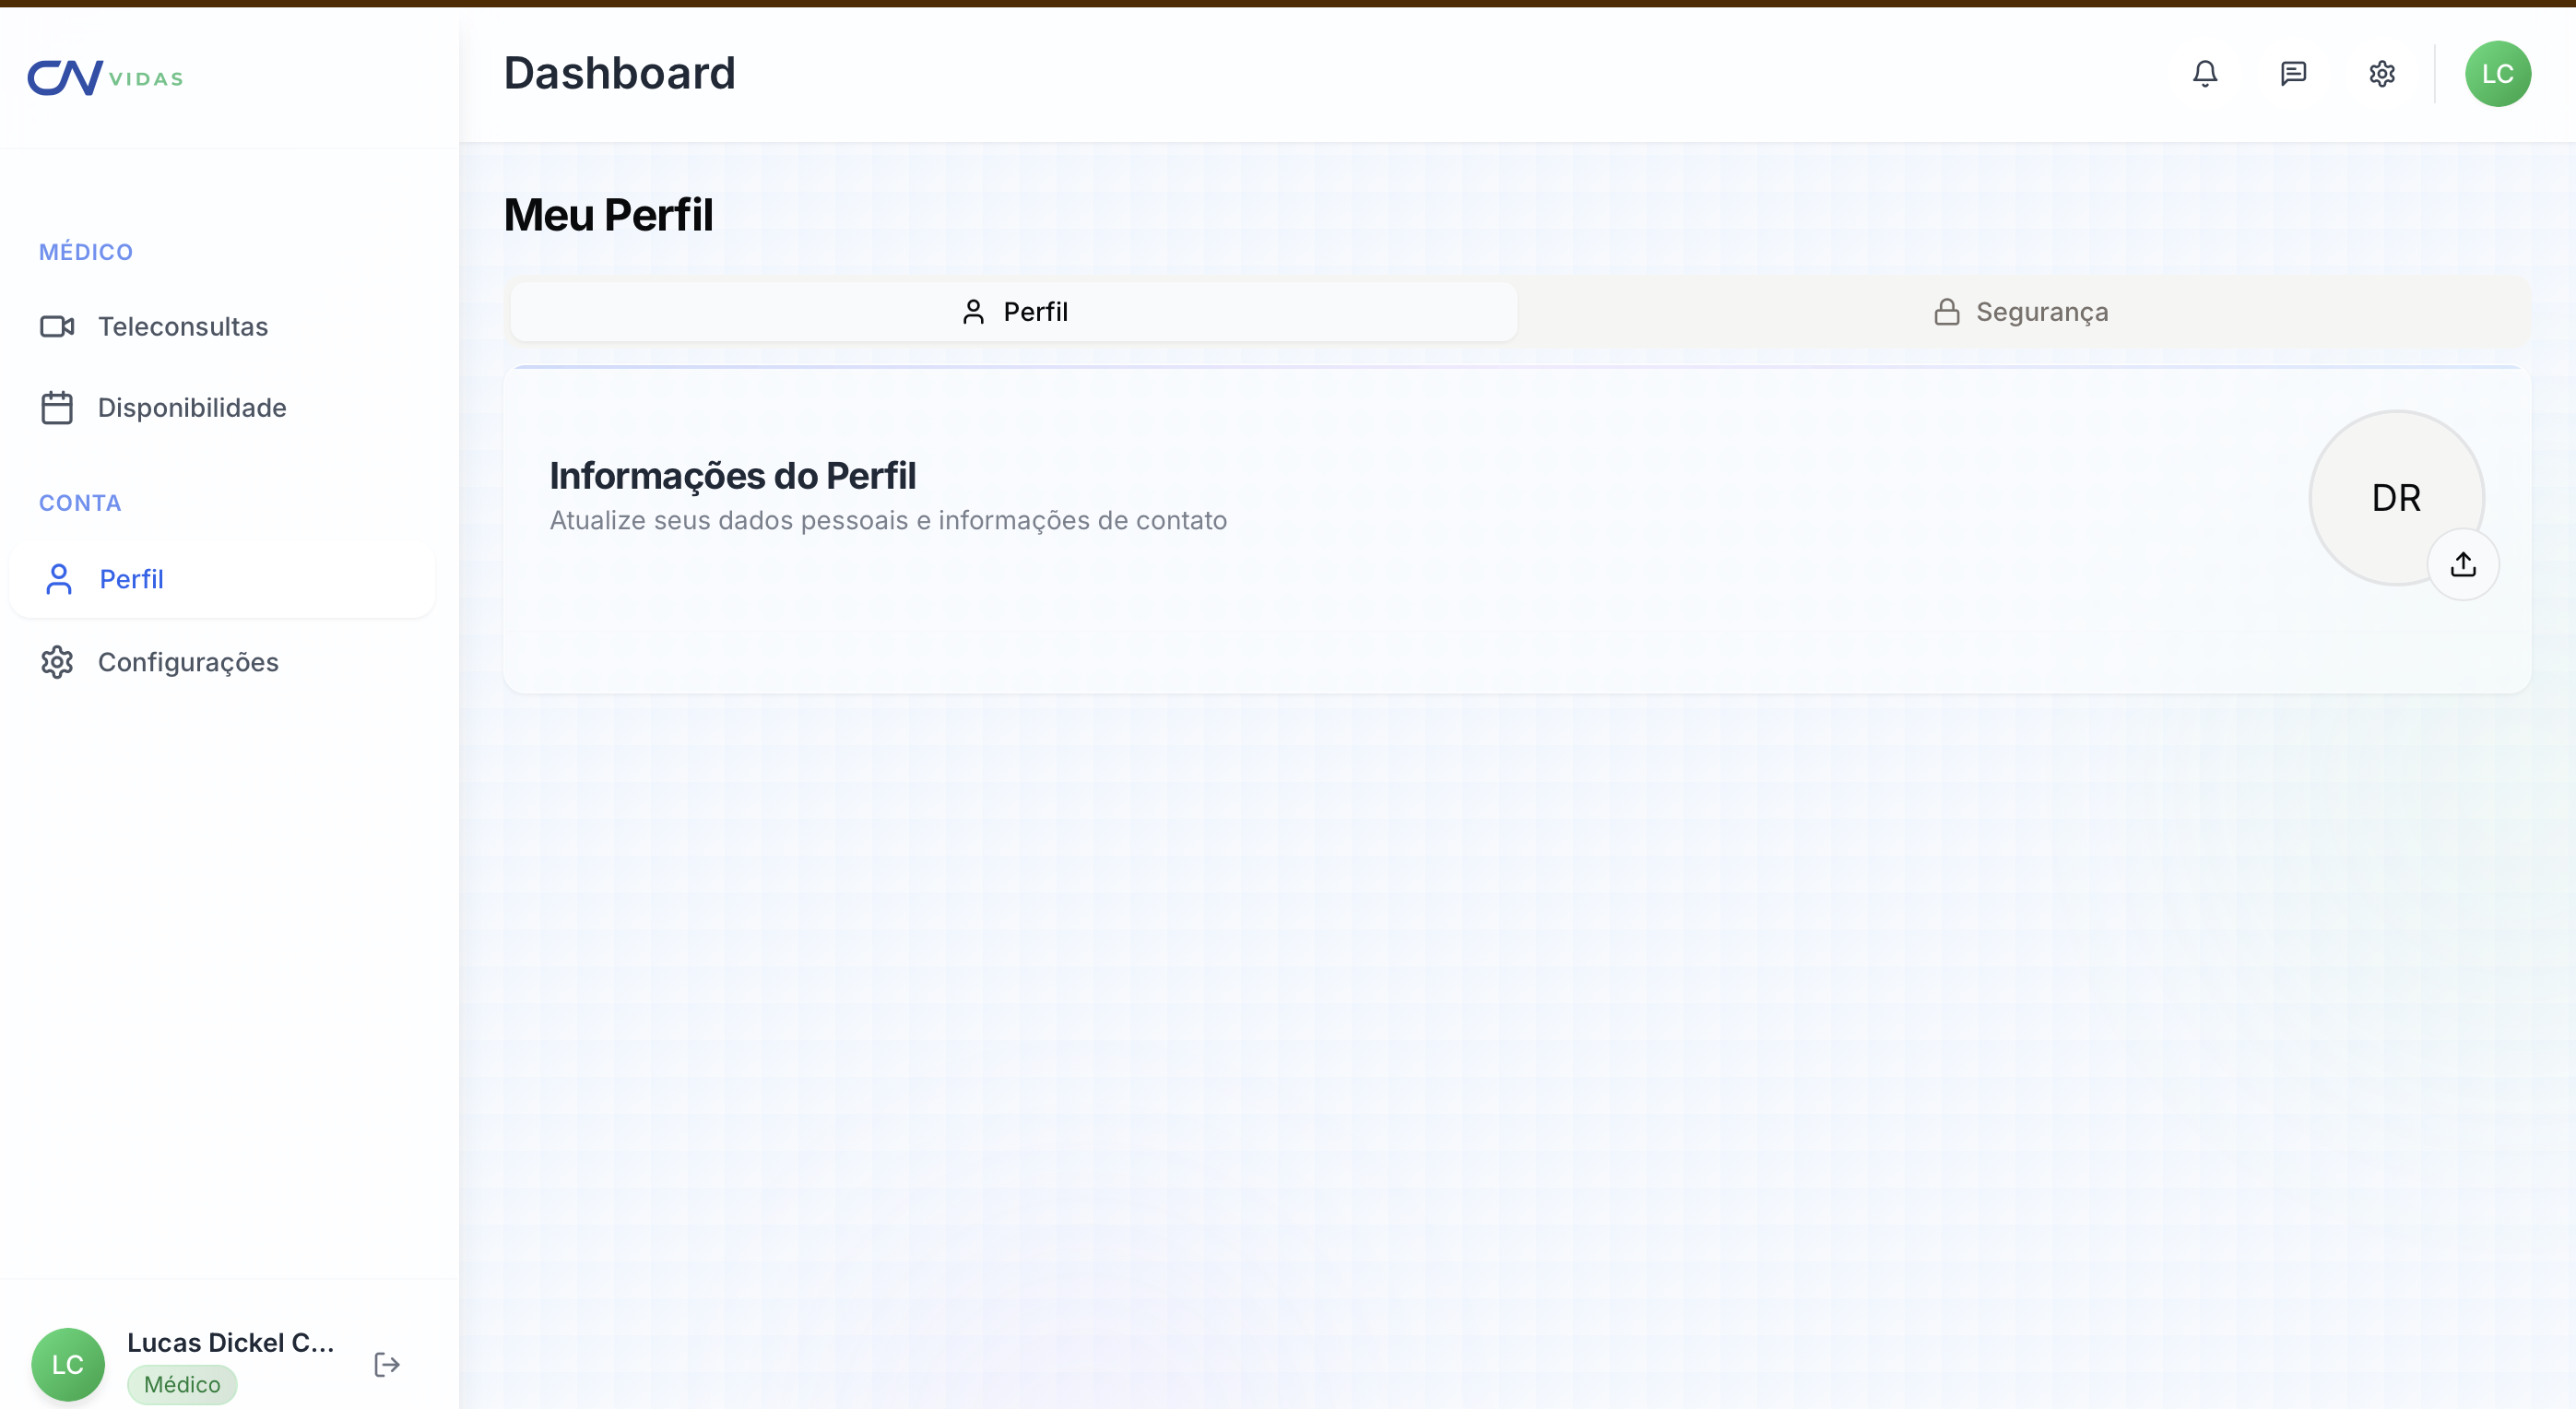 CN VIDAS
Dashboard
LC
MÉDICO
Teleconsultas
Disponibilidade
CONTA
Perfil
Configurações
Meu Perfil
Perfil
Segurança
Informações do Perfil
Atualize seus dados pessoais e informações de contato
DR
LC
Lucas Dickel C...
Médico